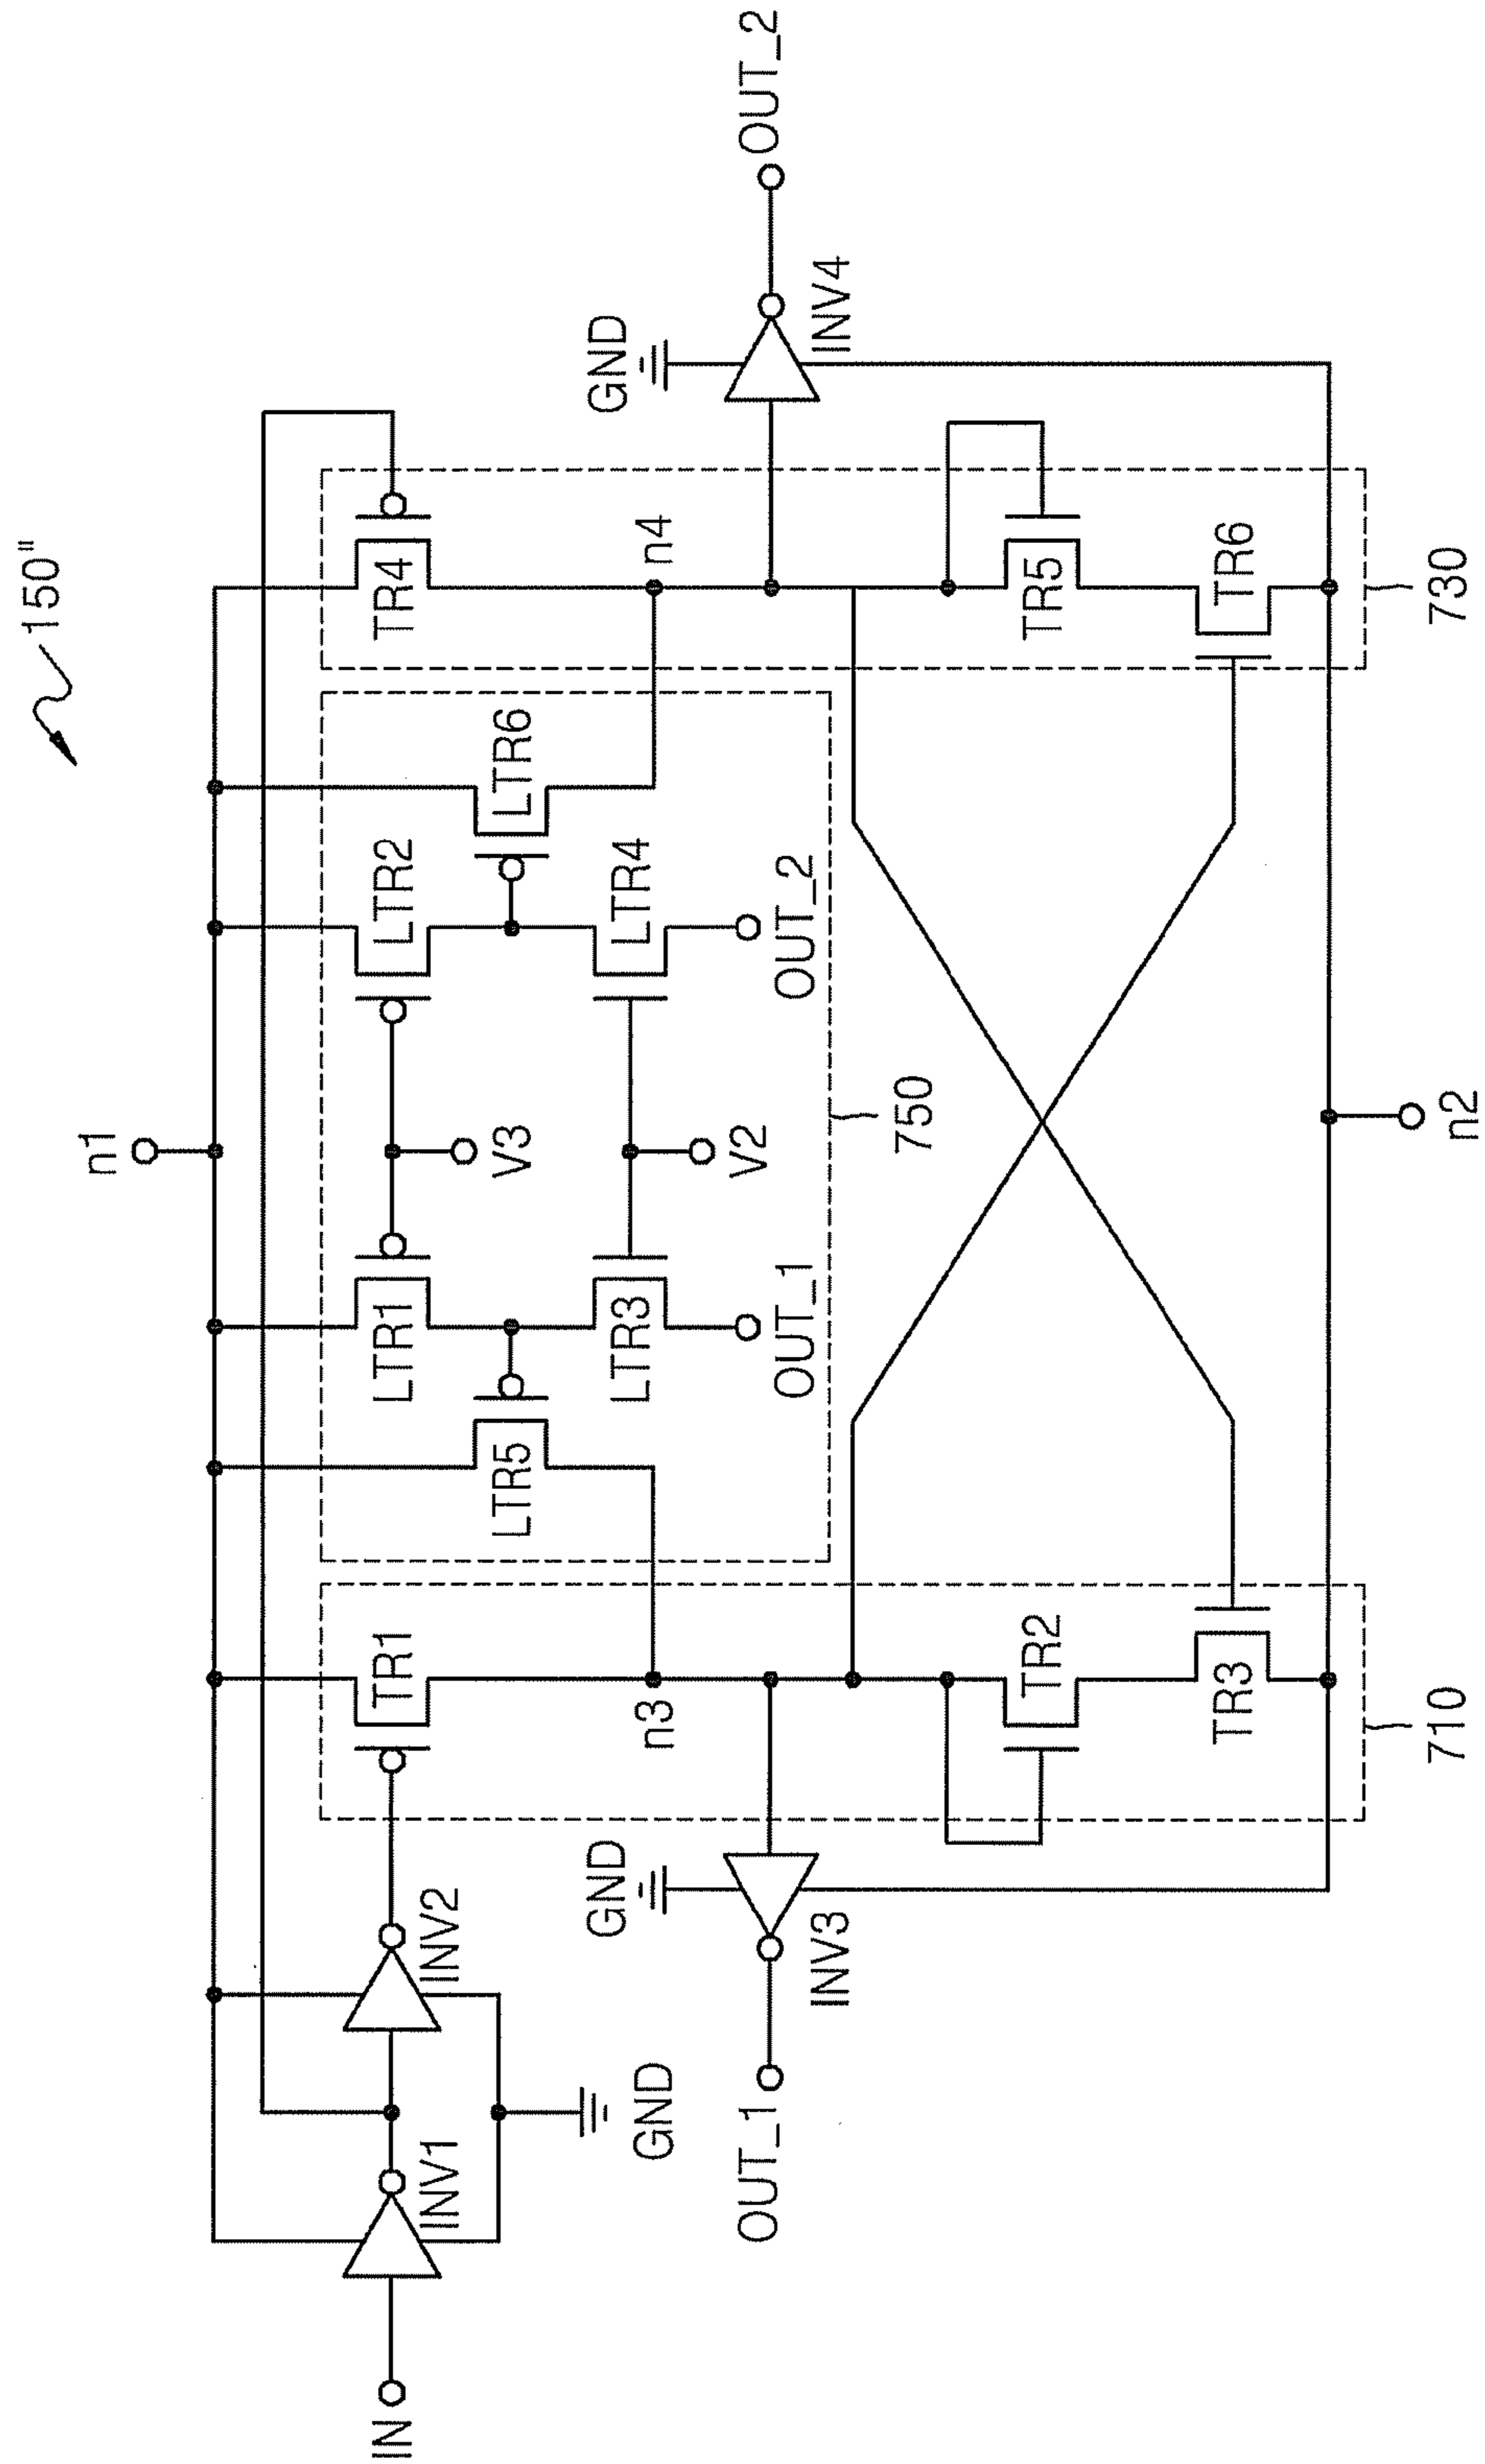 150"
n1
IN
INV1
INV2
GND
TR1
LTR1
LTR2
TR4
V3
LTR5
LTR6
n3
n4
LTR3
LTR4
V2
GND
GND
OUT_1
OUT_2
OUT_1
INV3
INV4
OUT_2
750
TR2
TR5
TR3
TR6
710
730
n2